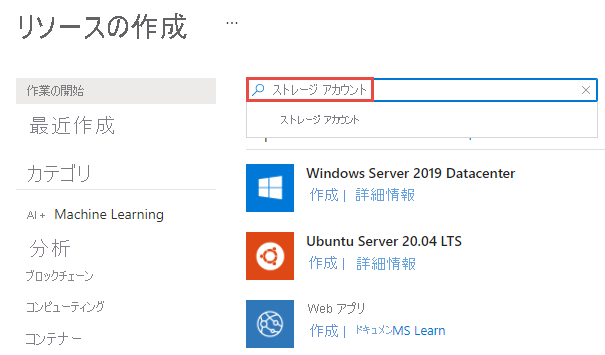 リソースの作成 ...
作業の開始
最近作成
カテゴリ
AI + Machine Learning
分析
ブロックチェーン
コンピューティング
コンテナー
ストレージ アカウント
ストレージ アカウント
Windows Server 2019 Datacenter
作成 | 詳細情報
Ubuntu Server 20.04 LTS
作成 | 詳細情報
Web アプリ
作成 | ドキュメンMS Learn